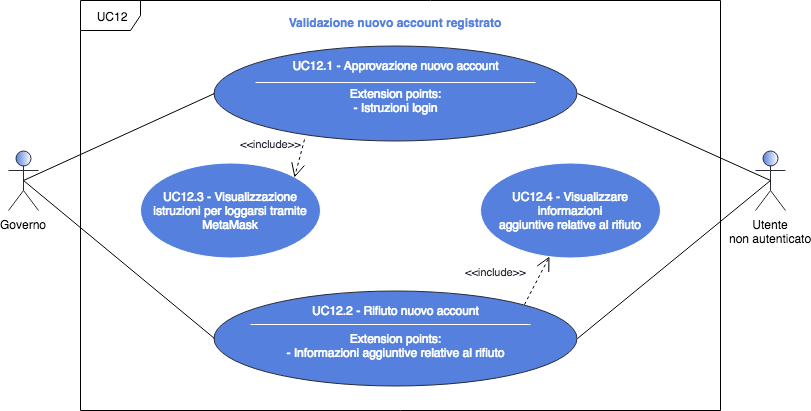 UC12
Validazione nuovo account registrato
UC12.1 - Approvazione nuovo account
Extension points:
- Istruzioni login
<<include>>
UC12.3 - Visualizzazione
istruzioni per loggarsi tramite
MetaMask
UC12.4 - Visualizzare
informazioni
aggiuntive relative al rifiuto
Governo
Utente
non autenticato
<<include>>
UC12.2 - Rifiuto nuovo account
Extension points:
- Informazioni aggiuntive relative al rifiuto